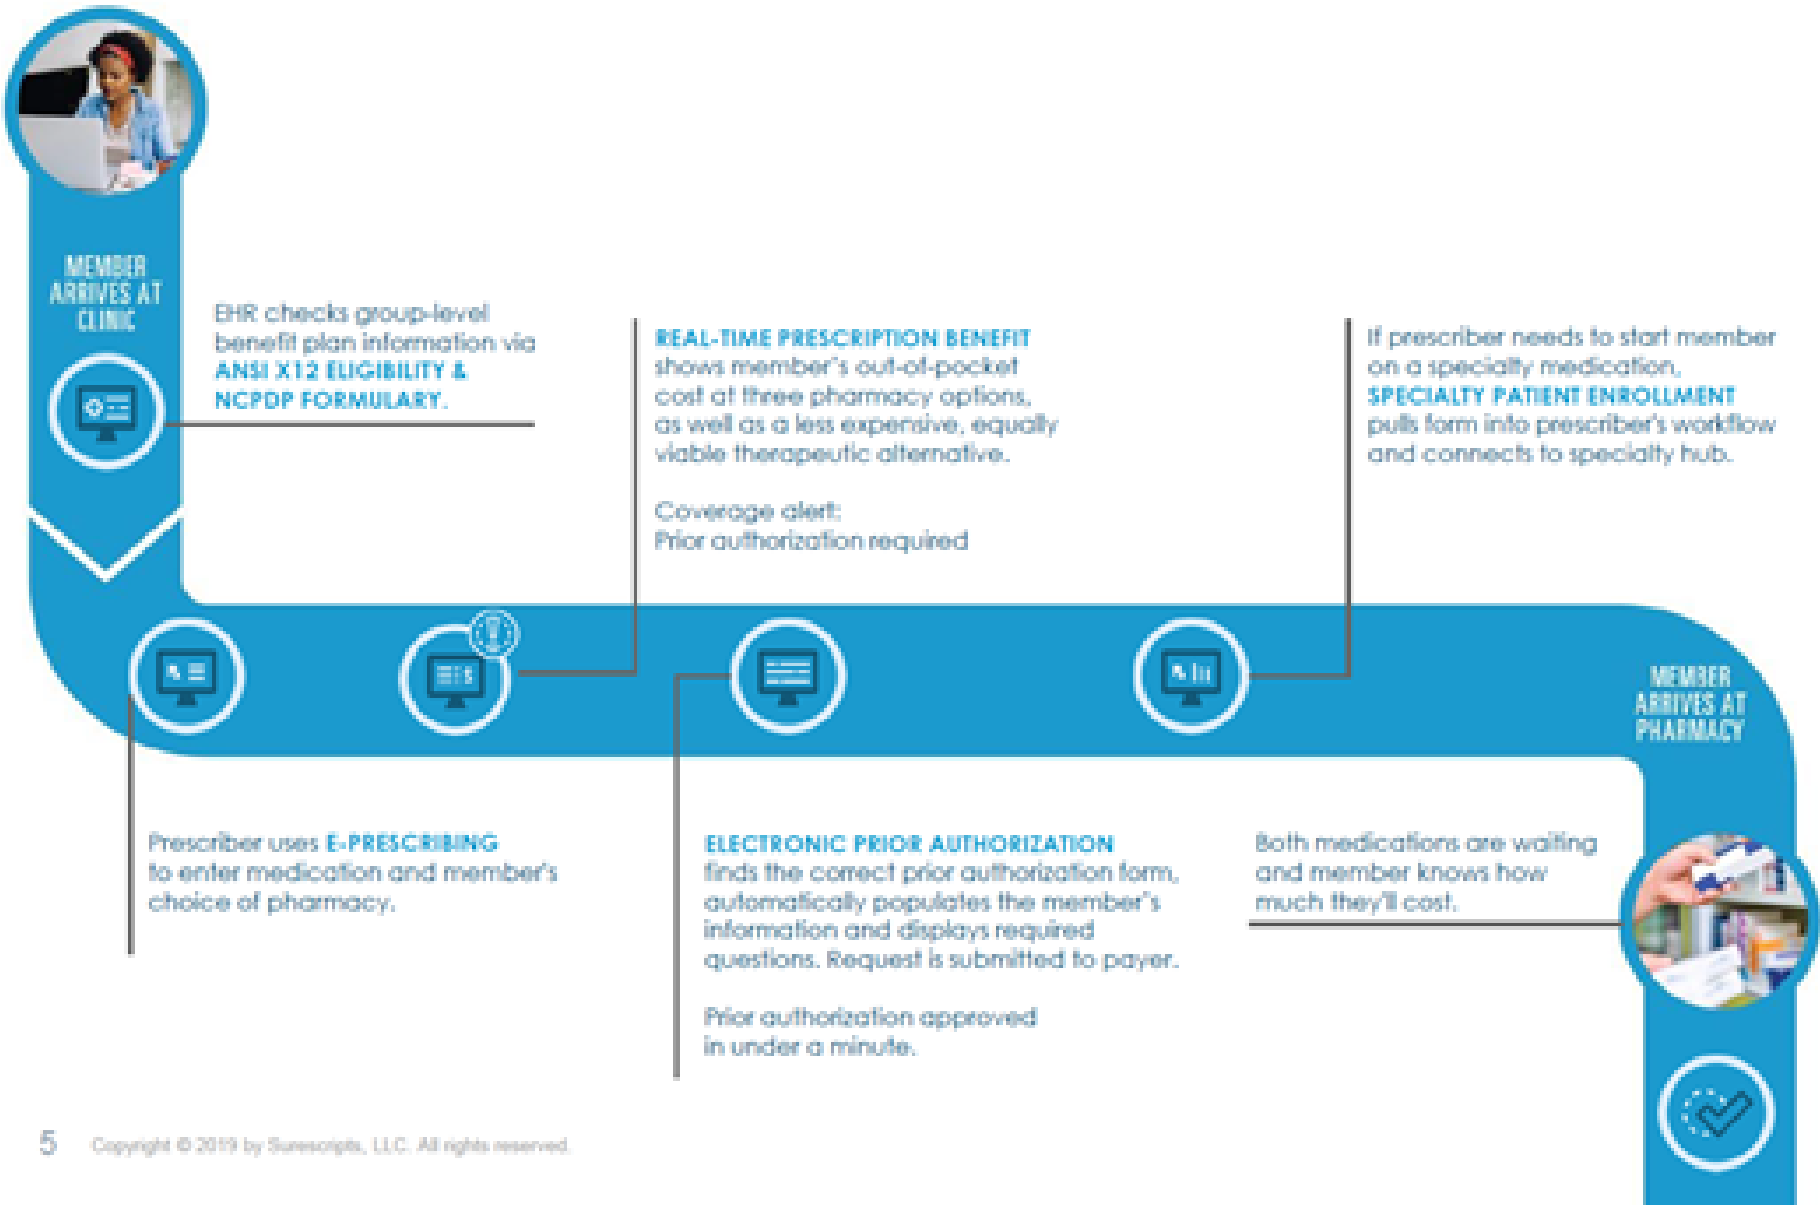 MEMBER
ARRIVES AT
CLINIC
EHR checks group-level
benefit plan information via
ANSI X12 ELIGIBILITY &
NCPDP FORMULARY.
REAL-TIME PRESCRIPTION BENEFIT
shows member's out-of-pocket
cost at three pharmacy options,
as well as a less expensive, equally
viable therapeutic alternative.
Coverage alert:
Prior authorization required
If prescriber needs to start member
on a specialty medication,
SPECIALTY PATIENT ENROLLMENT
pulls form into prescriber's workflow
and connects to specialty hub.
MEMBER
ARRIVES AT
PHARMACY
Prescriber uses E-PRESCRIBING
to enter medication and member's
choice of pharmacy.
ELECTRONIC PRIOR AUTHORIZATION
finds the correct prior authorization form,
automatically populates the member's
information and displays required
questions. Request is submitted to payer.
Prior authorization approved
in under a minute.
Both medications are waiting
and member knows how
much they'll cost.
5 Copyright © 2019 by Surescripts, LLC. All rights reserved.